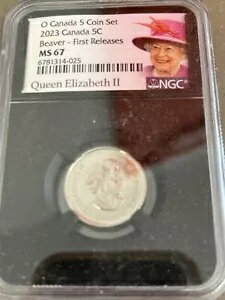 O Canada 5 Coin Set
2023 Canada 5C
Beaver - First Releases
MS 67
6781314-025
NGC
Queen Elizabeth II